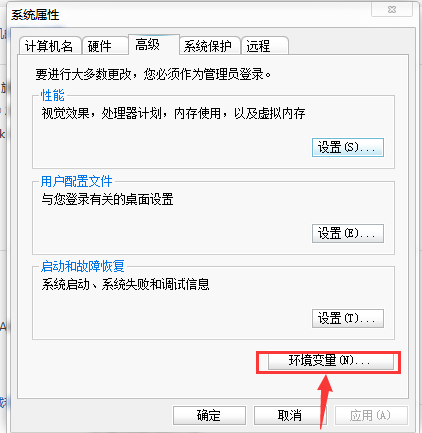 系统属性
计算机名
硬件
高级
系统保护
远程
要进行大多数更改，您必须作为管理员登录。
性能
视觉效果，处理器计划，内存使用，以及虚拟内存
设置(S)...
用户配置文件
与您登录有关的桌面设置
设置(E)...
启动和故障恢复
系统启动、系统失败和调试信息
设置(T)...
环境变量(N)...
确定
取消
应用(A)